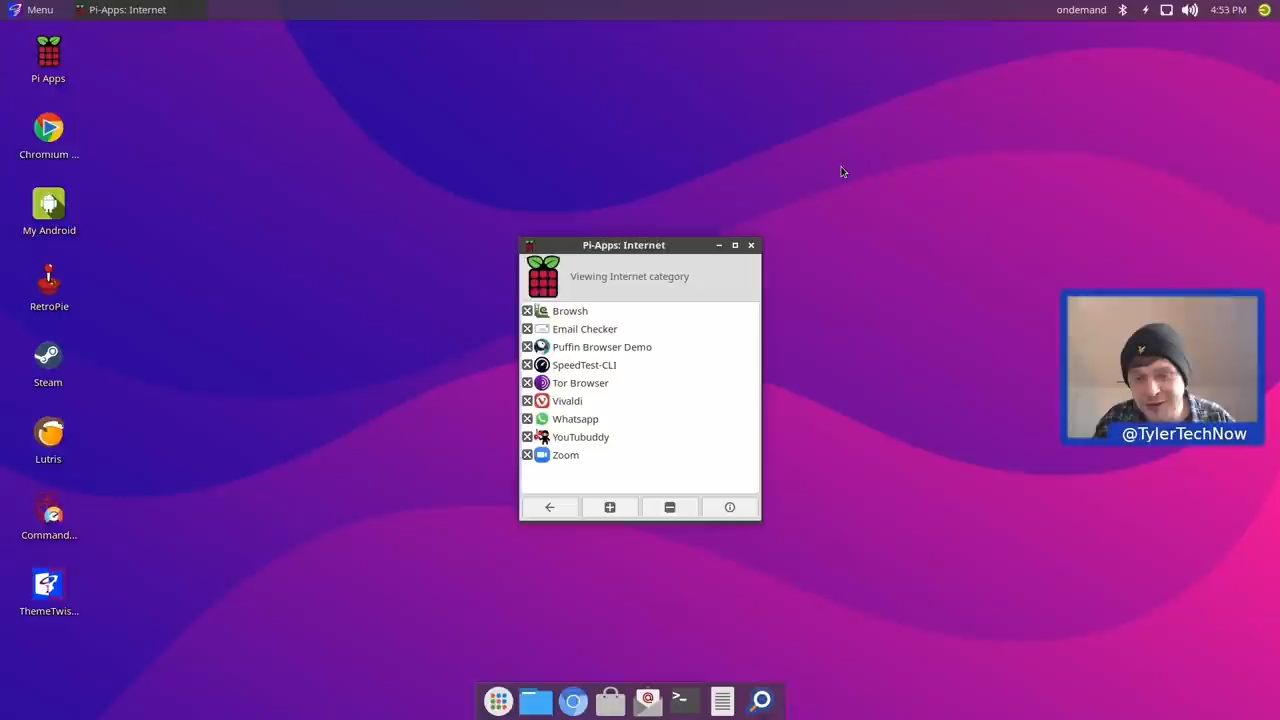 Menu
Pi-Apps: Internet
ondemand
4:53 PM
Pi Apps
Chromium ...
My Android
RetroPie
Steam
Lutris
Command...
ThemeTwis...
Pi-Apps: Internet
Viewing Internet category
Browsh
Email Checker
Puffin Browser Demo
SpeedTest-CLI
Tor Browser
Vivaldi
Whatsapp
YouTubuddy
Zoom
@TylerTechNow